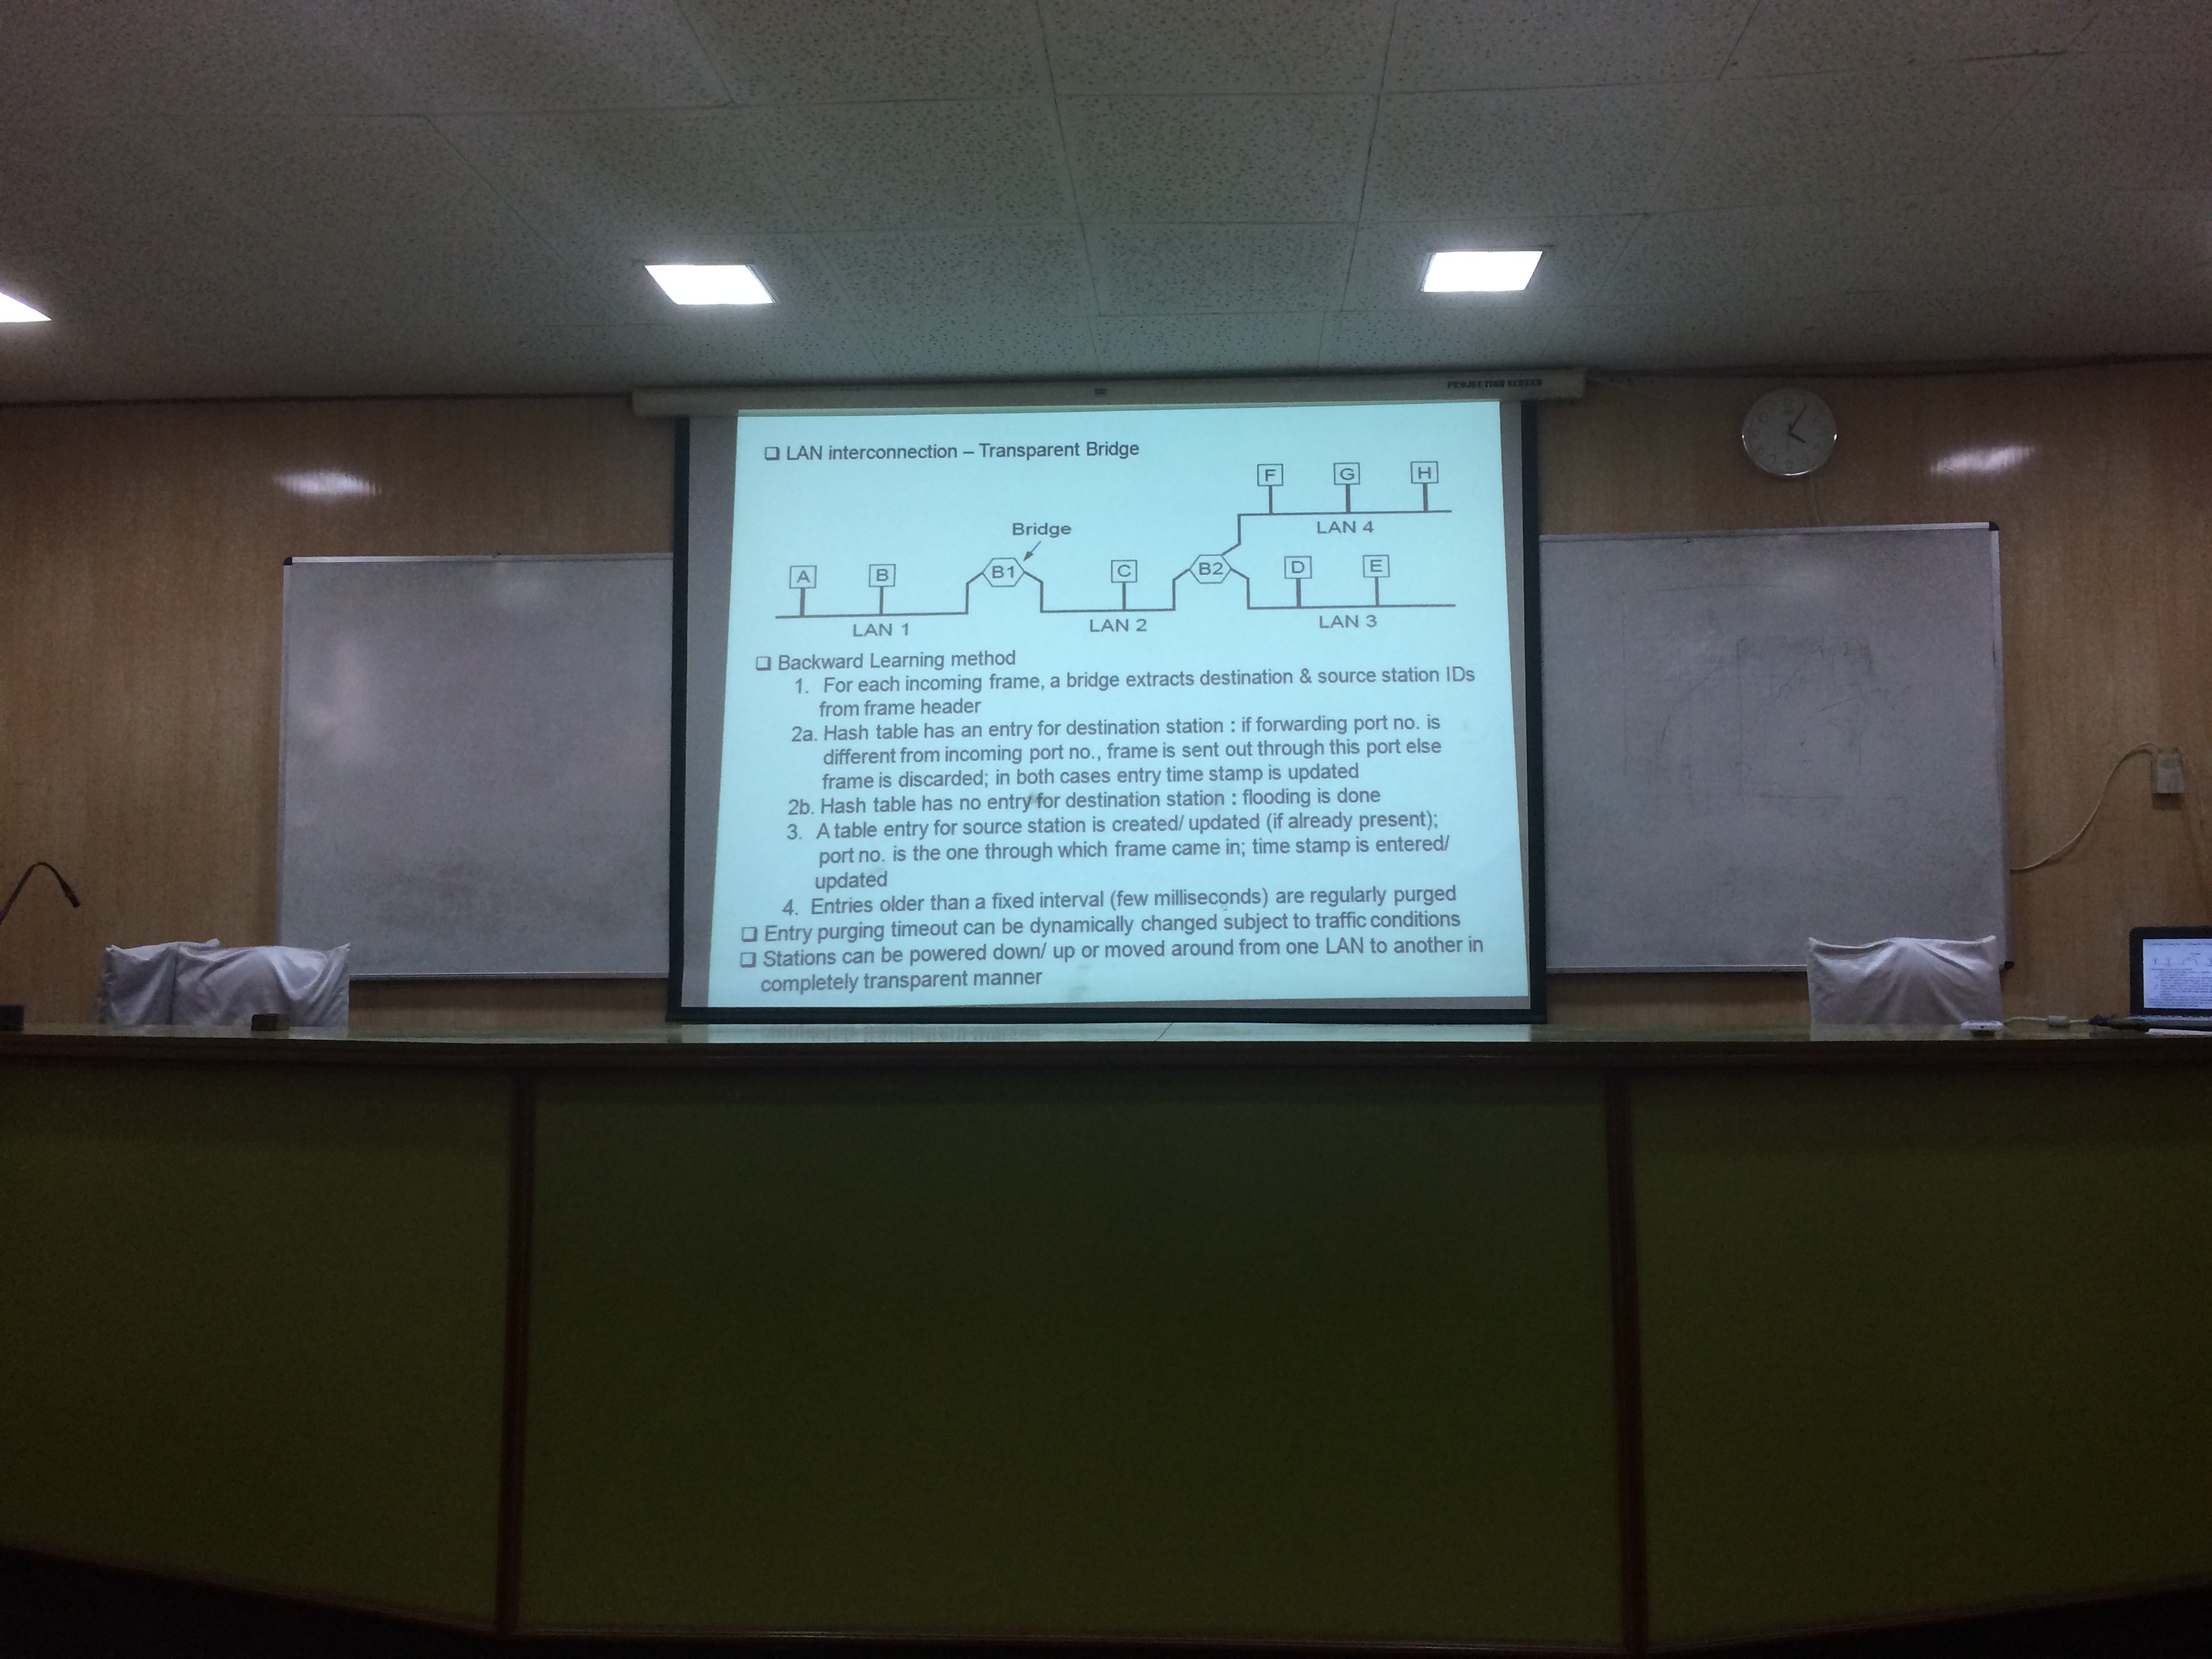 PROJECTION SCREEN
❑ LAN interconnection – Transparent Bridge
F G H
LAN 4
Bridge
A B B1 C B2 D E
LAN 1 LAN 2 LAN 3
❑ Backward Learning method
1. For each incoming frame, a bridge extracts destination & source station IDs
from frame header
2a. Hash table has an entry for destination station : if forwarding port no. is
different from incoming port no., frame is sent out through this port else
frame is discarded; in both cases entry time stamp is updated
2b. Hash table has no entry for destination station : flooding is done
3. A table entry for source station is created/ updated (if already present);
port no. is the one through which frame came in; time stamp is entered/
updated
4. Entries older than a fixed interval (few milliseconds) are regularly purged
❑ Entry purging timeout can be dynamically changed subject to traffic conditions
❑ Stations can be powered down/ up or moved around from one LAN to another in
completely transparent manner